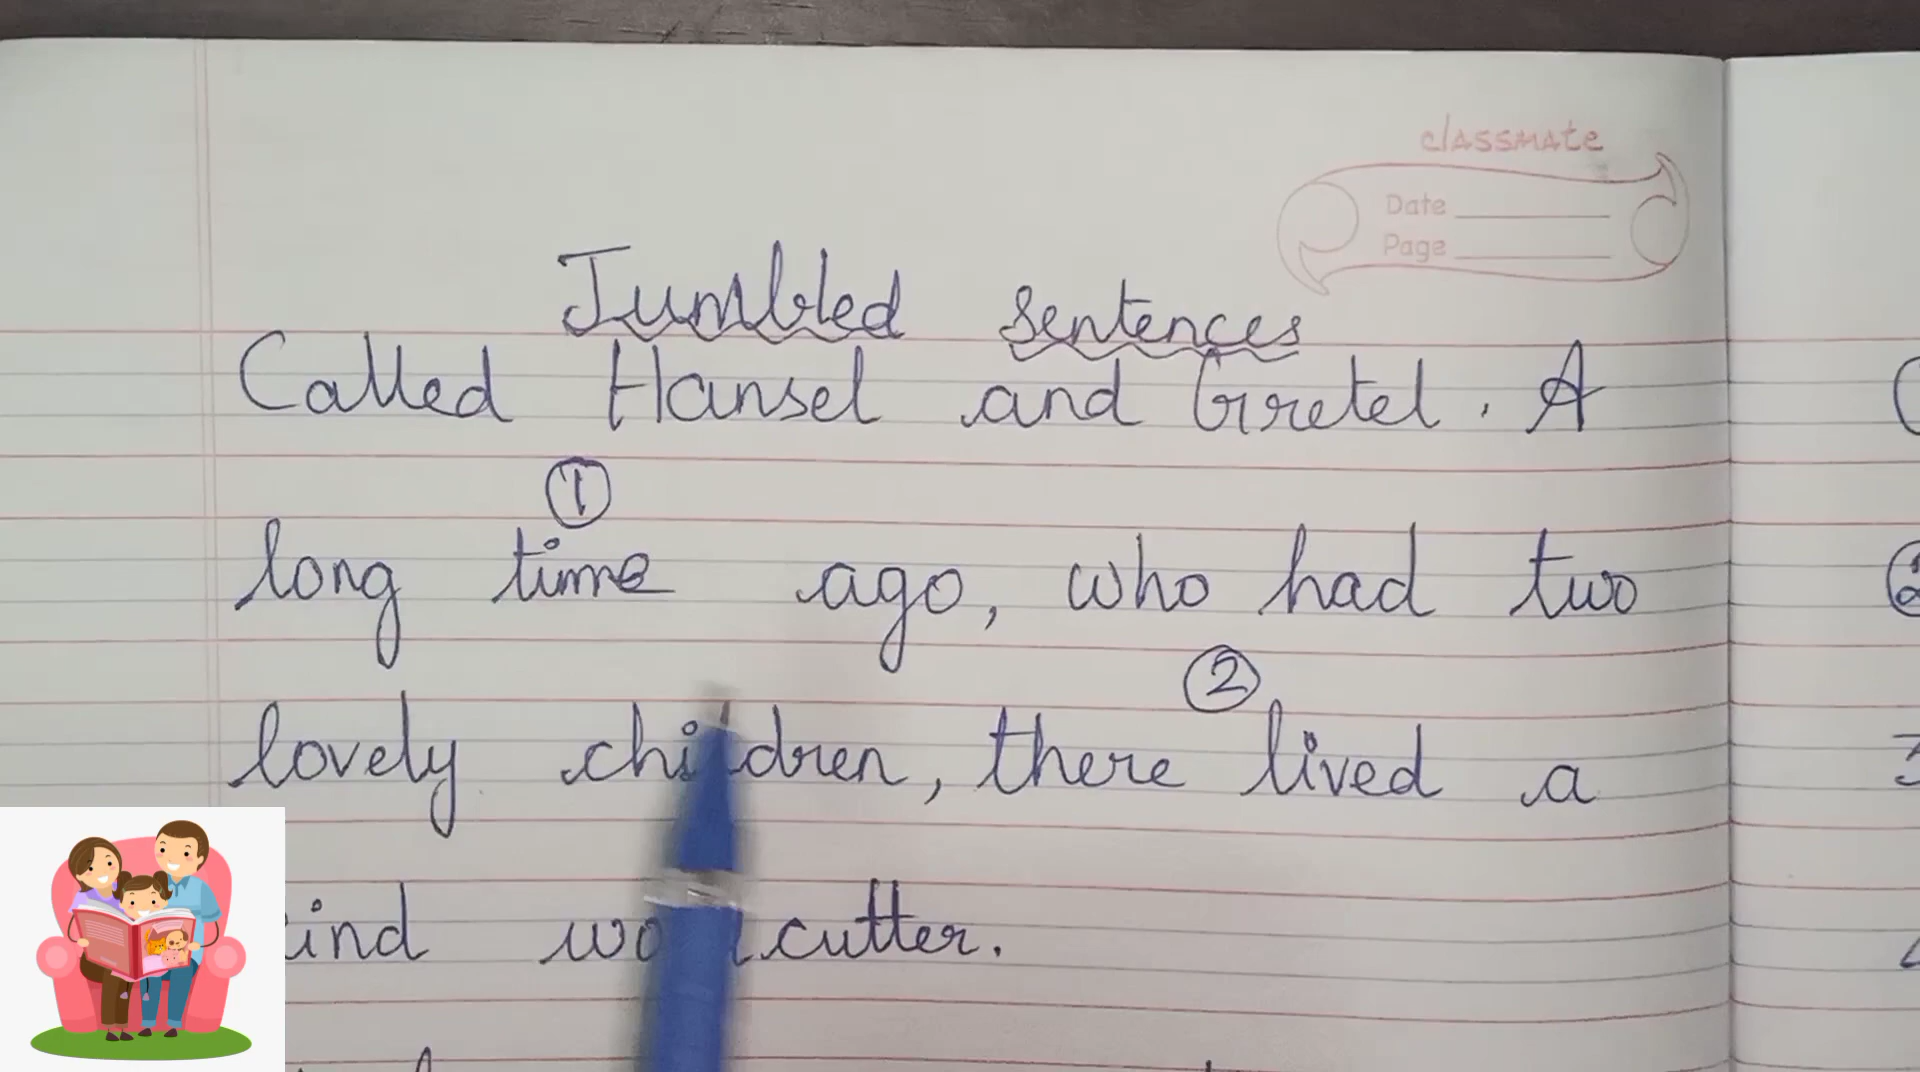 classmate
Date
Page
Jumbled sentences
Called Hansel and Gretel. A
①
long time ago, who had two
②
lovely children, there lived a
cutter.